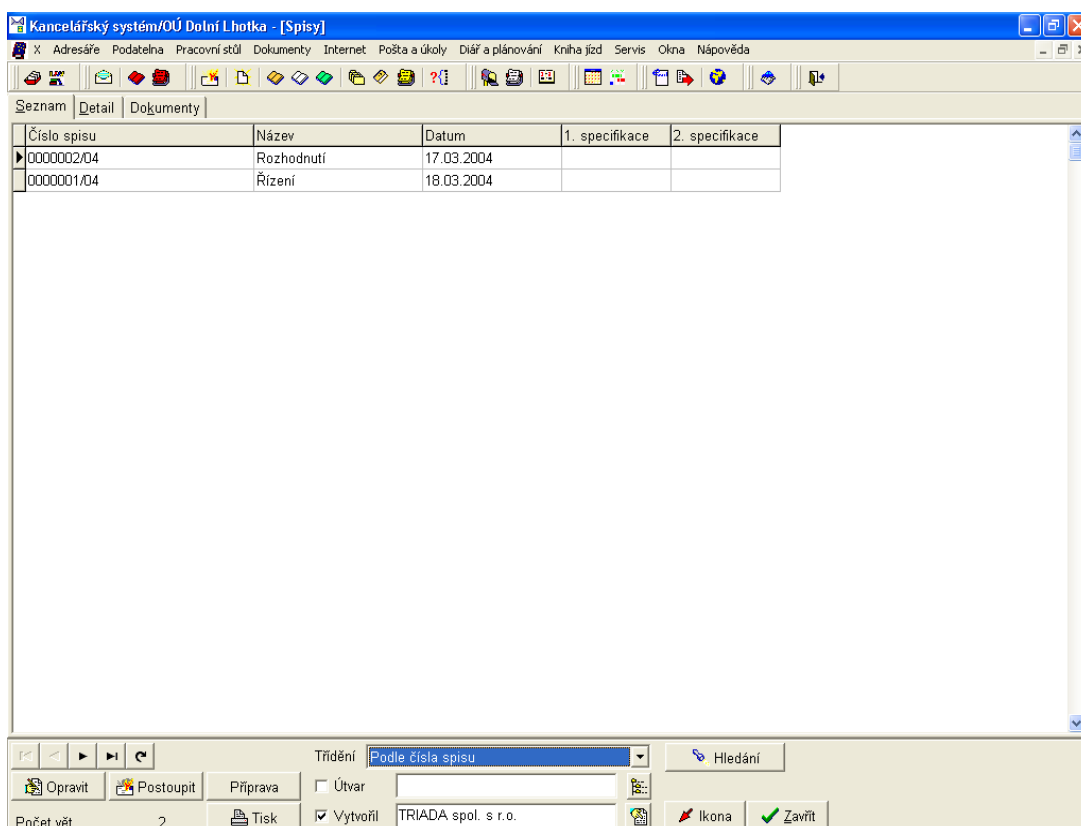 Kancelářský systém/OÚ Dolní Lhotka - [Spisy]
X Adresáře Podatelna Pracovní stůl Dokumenty Internet Pošta a úkoly Diář a plánování Kniha jízd Servis Okna Nápověda
Seznam Detail Dokumenty
Číslo spisu Název Datum 1. specifikace 2. specifikace
0000002/04 Rozhodnutí 17.03.2004
0000001/04 Řízení 18.03.2004
Třídění Podle čísla spisu Hledání
Opravit Postoupit Příprava Útvar
Počet vět 2 Tisk Vytvořil TRIADA spol. s r.o. Ikona Zavřít